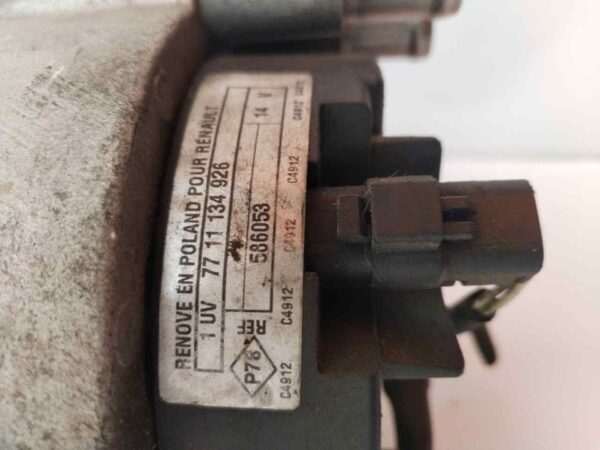 RENOVE EN POLAND POUR RENAULT
1 UV 77 11 134 926
14 V
REF 586053
P78
C4912 C4912 C4912 C4912 C4912 C4912